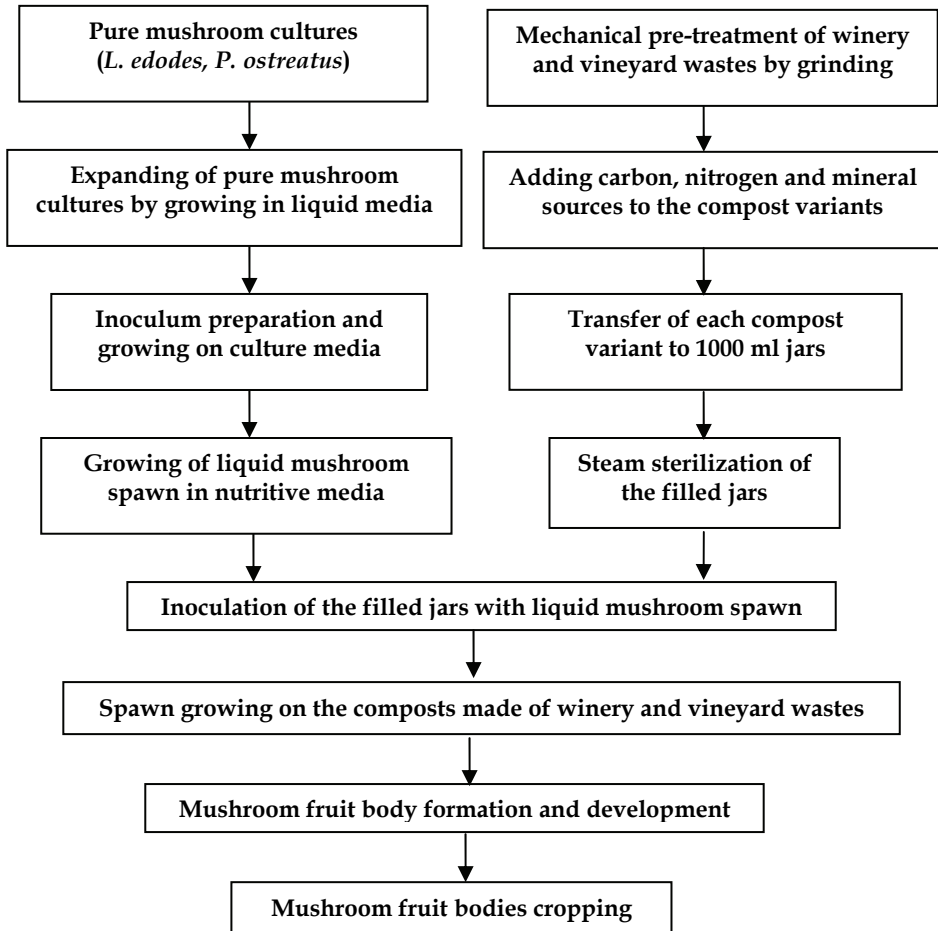 Pure mushroom cultures
(L. edodes, P. ostreatus)
Mechanical pre-treatment of winery
and vineyard wastes by grinding
Expanding of pure mushroom
cultures by growing in liquid media
Adding carbon, nitrogen and mineral
sources to the compost variants
Inoculum preparation and
growing on culture media
Transfer of each compost
variant to 1000 ml jars
Growing of liquid mushroom
spawn in nutritive media
Steam sterilization of
the filled jars
Inoculation of the filled jars with liquid mushroom spawn
Spawn growing on the composts made of winery and vineyard wastes
Mushroom fruit body formation and development
Mushroom fruit bodies cropping